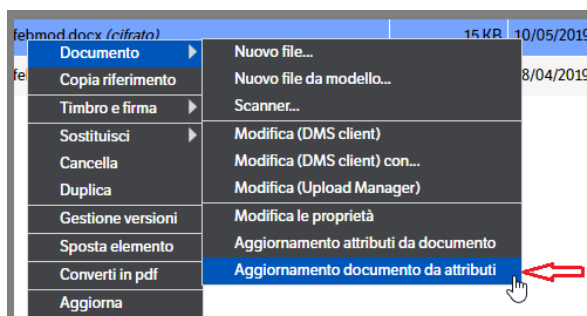 febmod.docx (cifrato) 15 KB 10/05/2019
Documento
Copia riferimento
Timbro e firma
Sostituisci
Cancella
Duplica
Gestione versioni
Sposta elemento
Converti in pdf
Aggiorna
Nuovo file...
Nuovo file da modello...
Scanner...
Modifica (DMS client)
Modifica (DMS client) con...
Modifica (Upload Manager)
Modifica le proprietà
Aggiornamento attributi da documento
Aggiornamento documento da attributi
8/04/2019